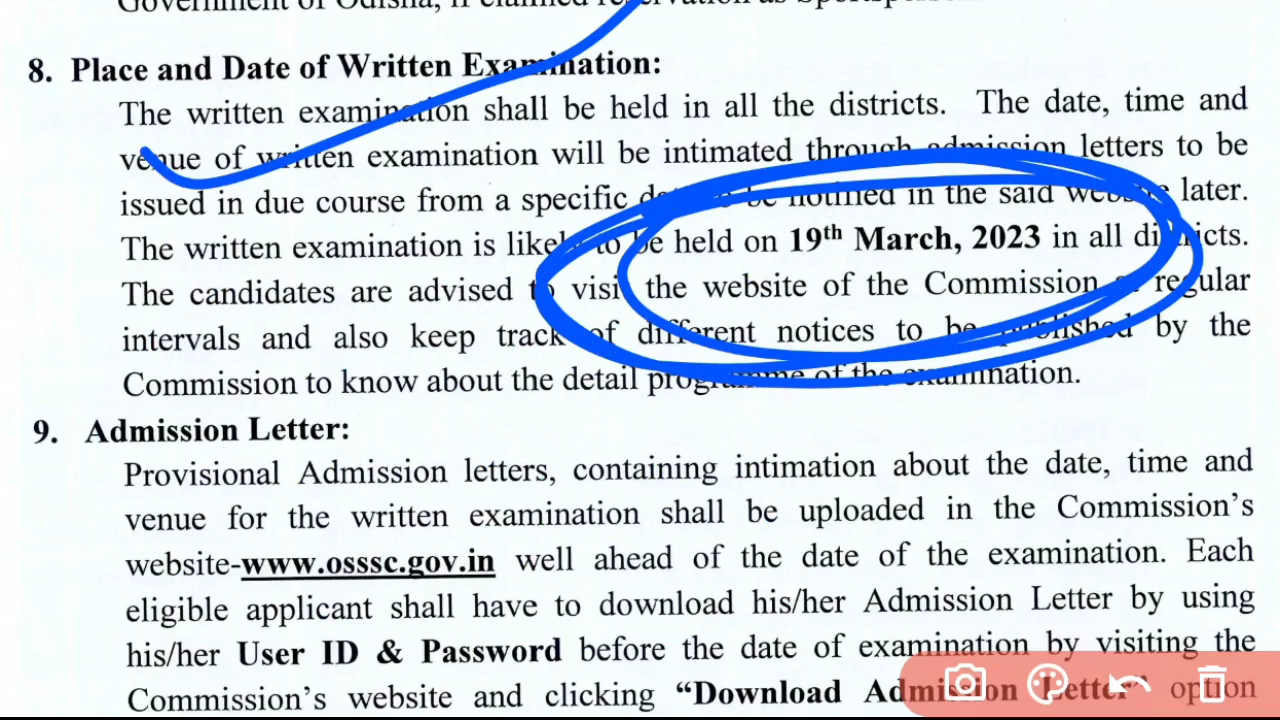 Government of Odisha, if claimed reservation as
8. Place and Date of Written Examination:
The written examination shall be held in all the districts. The date, time and
venue of written examination will be intimated through admission letters to be
issued in due course from a specific date to be notified in the said website later.
The written examination is likely to be held on 19th March, 2023 in all districts.
The candidates are advised to visit the website of the Commission at regular
intervals and also keep track of different notices to be published by the
Commission to know about the detail programme of the examination.
9. Admission Letter:
Provisional Admission letters, containing intimation about the date, time and
venue for the written examination shall be uploaded in the Commission's
website-www.osssc.gov.in well ahead of the date of the examination. Each
eligible applicant shall have to download his/her Admission Letter by using
his/her User ID & Password before the date of examination by visiting the
Commission's website and clicking “Download Admission Letter” option